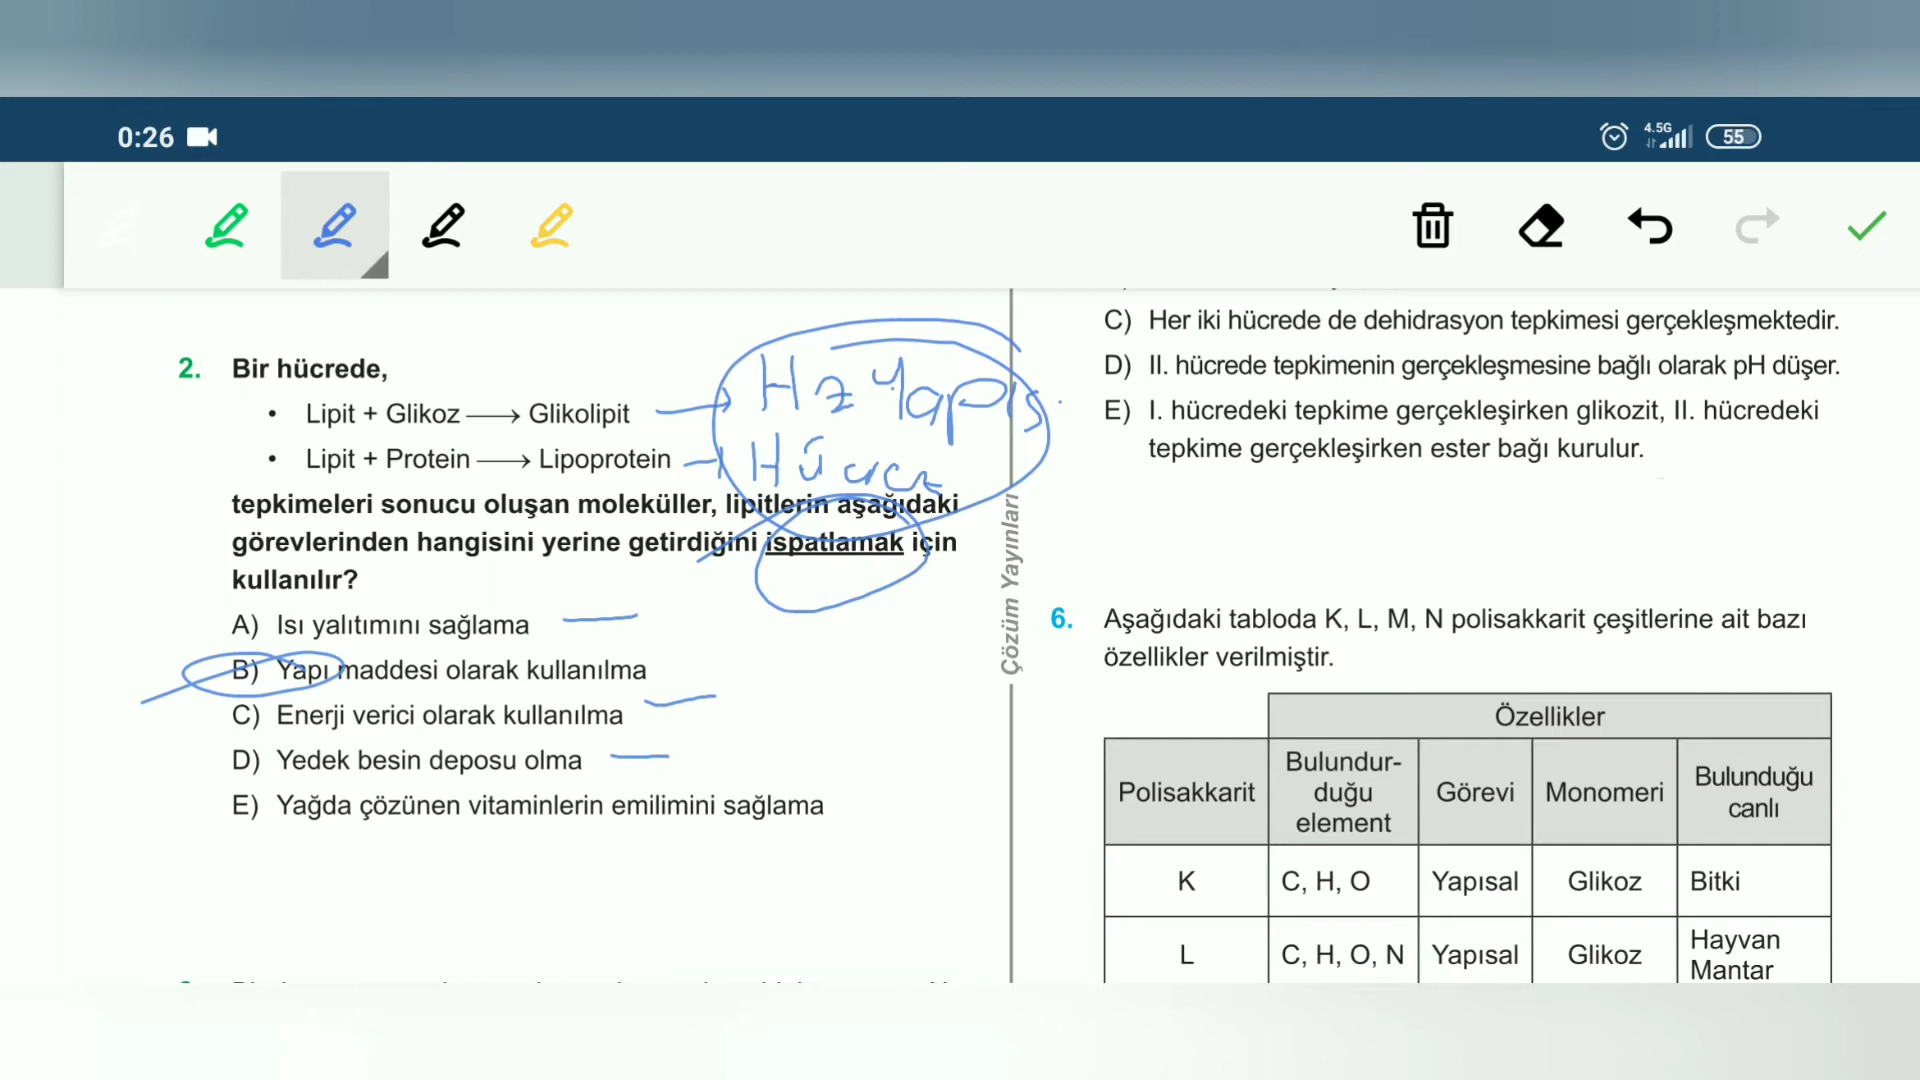 0:26
4.5G
55
2. Bir hücrede,
• Lipit + Glikoz ⟶ Glikolipit
• Lipit + Protein ⟶ Lipoprotein
Hz Yapıs
Hücre
tepkimeleri sonucu oluşan moleküller, lipitlerin aşağıdaki
görevlerinden hangisini yerine getirdiğini ispatlamak için
kullanılır?
A) Isı yalıtımını sağlama
B) Yapı maddesi olarak kullanılma
C) Enerji verici olarak kullanılma
D) Yedek besin deposu olma
E) Yağda çözünen vitaminlerin emilimini sağlama
Çözüm Yayınları
C) Her iki hücrede de dehidrasyon tepkimesi gerçekleşmektedir.
D) II. hücrede tepkimenin gerçekleşmesine bağlı olarak pH düşer.
E) I. hücredeki tepkime gerçekleşirken glikozit, II. hücredeki
tepkime gerçekleşirken ester bağı kurulur.
6. Aşağıdaki tabloda K, L, M, N polisakkarit çeşitlerine ait bazı
özellikler verilmiştir.
Özellikler
Polisakkarit Bulundur-duğu element Görevi Monomeri Bulunduğu canlı
K C, H, O Yapısal Glikoz Bitki
L C, H, O, N Yapısal Glikoz Hayvan Mantar